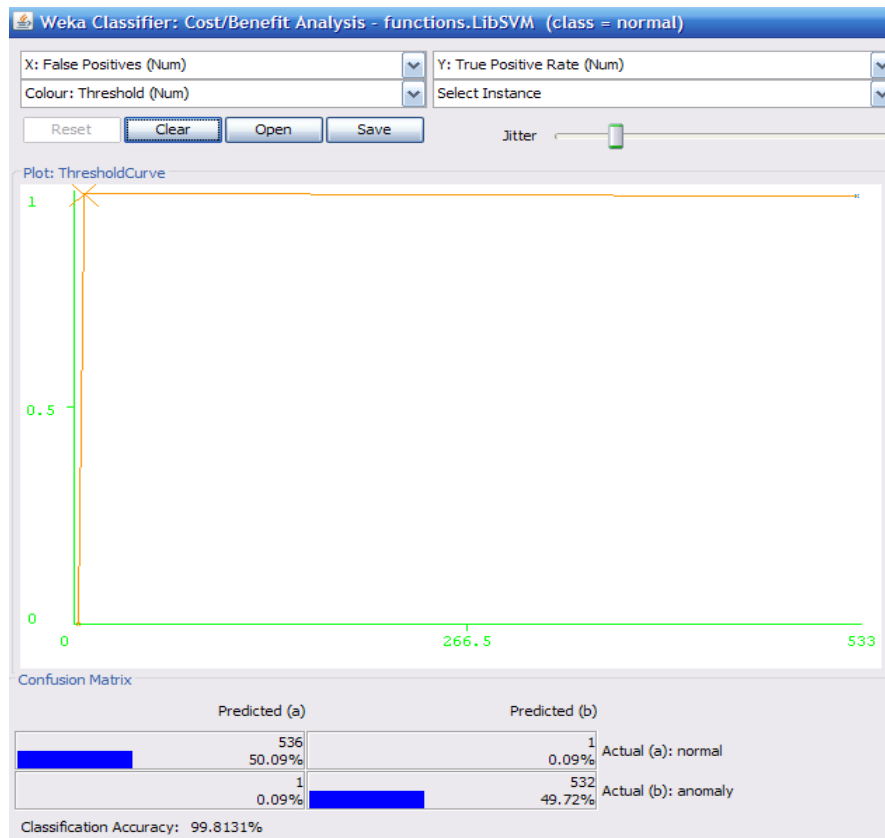 Weka Classifier: Cost/Benefit Analysis - functions.LibSVM (class = normal)
X: False Positives (Num)
Y: True Positive Rate (Num)
Colour: Threshold (Num)
Select Instance
Reset
Clear
Open
Save
Jitter
Plot: ThresholdCurve
1
0.5
0
0
266.5
533
Confusion Matrix
Predicted (a)
Predicted (b)
536
50.09%
1
0.09%
Actual (a): normal
1
0.09%
532
49.72%
Actual (b): anomaly
Classification Accuracy: 99.8131%